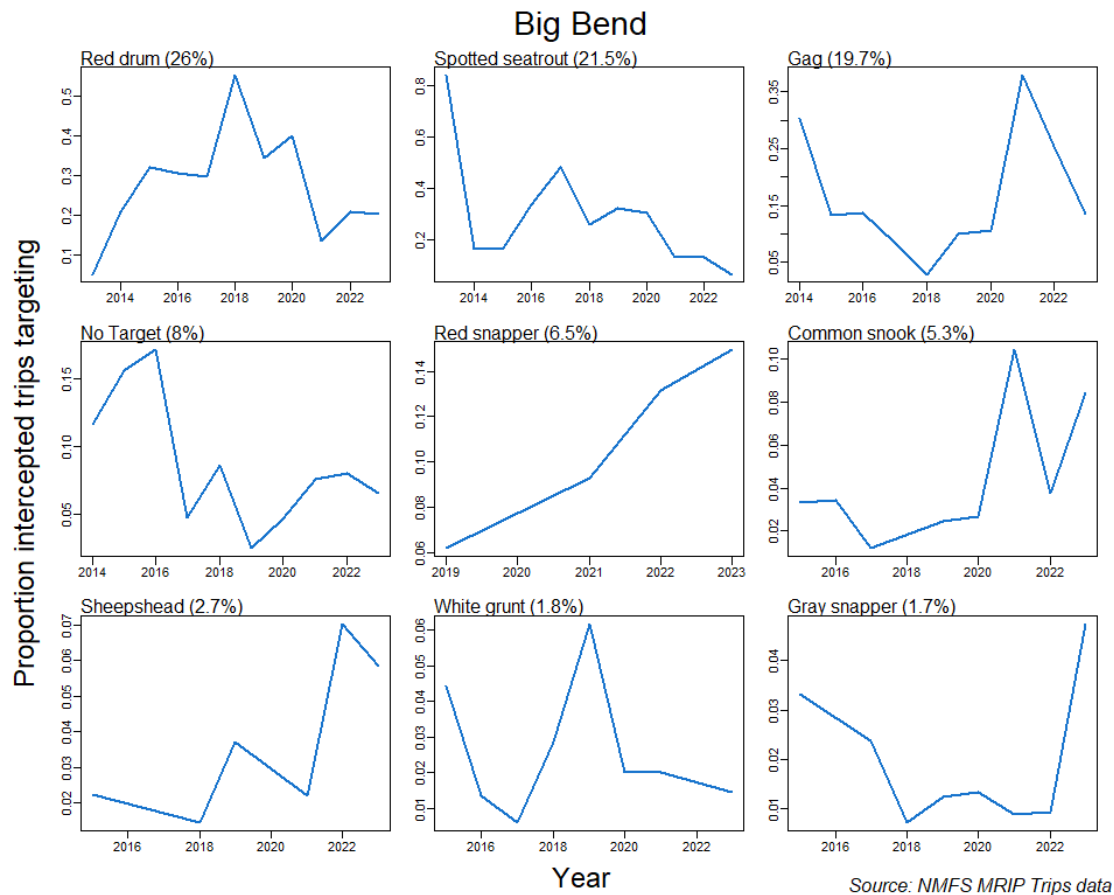 Big Bend
Proportion intercepted trips targeting
Red drum (26%)
0.1 0.2 0.3 0.4 0.5
2014 2016 2018 2020 2022
Spotted seatrout (21.5%)
0.2 0.4 0.6 0.8
2014 2016 2018 2020 2022
Gag (19.7%)
0.05 0.15 0.25 0.35
2014 2016 2018 2020 2022
No Target (8%)
0.05 0.10 0.15
2014 2016 2018 2020 2022
Red snapper (6.5%)
0.06 0.08 0.10 0.12 0.14
2019 2020 2021 2022 2023
Common snook (5.3%)
0.02 0.04 0.06 0.08 0.10
2016 2018 2020 2022
Sheepshead (2.7%)
0.02 0.03 0.04 0.05 0.06 0.07
2016 2018 2020 2022
White grunt (1.8%)
0.01 0.02 0.03 0.04 0.05 0.06
2016 2018 2020 2022
Gray snapper (1.7%)
0.01 0.02 0.03 0.04
2016 2018 2020 2022
Year
Source: NMFS MRIP Trips data